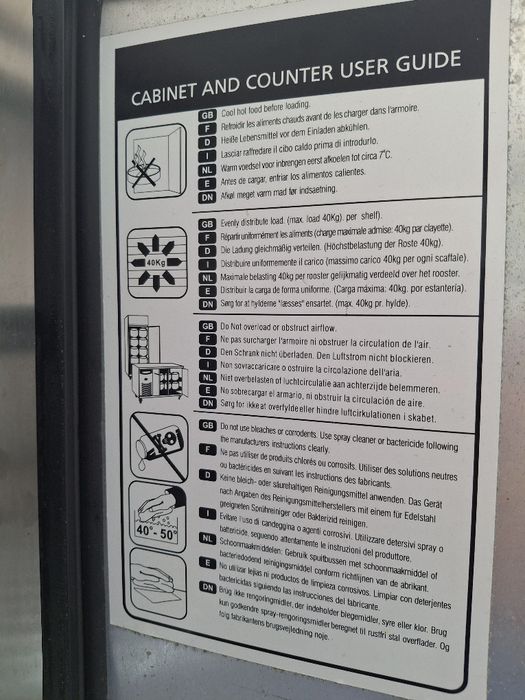 CABINET AND COUNTER USER GUIDE
GB Cool hot food before loading.
F Refroidir les aliments chauds avant de les charger dans l'armoire.
D Heiße Lebensmittel vor dem Einladen abkühlen.
I Lasciar raffredare il cibo caldo prima di introdurlo.
NL Warm voedsel voor inbrengen eerst afkoelen tot circa 7°C.
E Antes de cargar, enfriar los alimentos calientes.
DN Afkøl meget varm mad før indsaetning.
40Kg
GB Evenly distribute load. (max. load 40Kg). per shelf).
F Répartir uniformément les aliments (charge maximale admise: 40kg par clayette).
D Die Ladung gleichmäßig verteilen. (Höchstbelastung der Roste 40kg).
I Distribuire uniformemente il carico (massimo carico 40kg per ogni scaffale).
NL Maximale belasting 40kg per rooster gelijkmatig verdeeld over het rooster.
E Distribuir la carga de forma uniforme. (Carga máxima: 40kg. por estantería).
DN Sørg for at hylderne "læsses" ensartet. (max. 40kg pr. hylde).
GB Do Not overload or obstruct airflow.
F Ne pas surcharger l'armoire ni obstruer la circulation de l'air.
D Den Schrank nicht überladen. Den Luftstrom nicht blockieren.
I Non sovraccaricare o ostruire la circolazione dell'aria.
NL Niet overbelasten of luchtcirculatie aan achterzijde belemmeren.
E No sobrecargar el armario, ni obstruir la circulación de aire.
DN Sørg for ikke at overfylde eller hindre luftcirkulationen i skabet.
GB Do not use bleaches or corrodents. Use spray cleaner or bactericide following
the manufacturers instructions clearly.
F Ne pas utiliser de produits chlorés ou corrosifs. Utiliser des solutions neutres
ou bactéricides en suivant les instructions des fabricants.
D Keine bleich- oder säurehaltigen Reinigungsmittel anwenden. Das Gerät
nach Angaben des Reinigungsmittelherstellers mit einem für Edelstahl
greigneten Sprühreiniger oder Bakterizid reinigen.
I Evitare l'uso di candeggina o agenti corrosivi. Utilizzare detersivi spray o
battericide, seguendo attentamente le instruzioni del produttore.
NL Schoonmaakmiddelen: Gebruik spuitbussen met schoonmaakmiddel of
bacteriedodend reinigingsmiddel conform richtlijnen van de abrikant.
E No utilizar lejías ni productos de limpieza corrosivos. Limpiar con detergentes
bactericidas siguiendo las instrucciones del fabricante.
DN Brug ikke rengoringmidler, der indeholder blegemidler, syre eller klor. Brug
kun godkendte spray-rengoringsmidler beregnet til rustfri stal overflader. Og
følg fabrikantens brugsvejledning noje.
40°- 50°